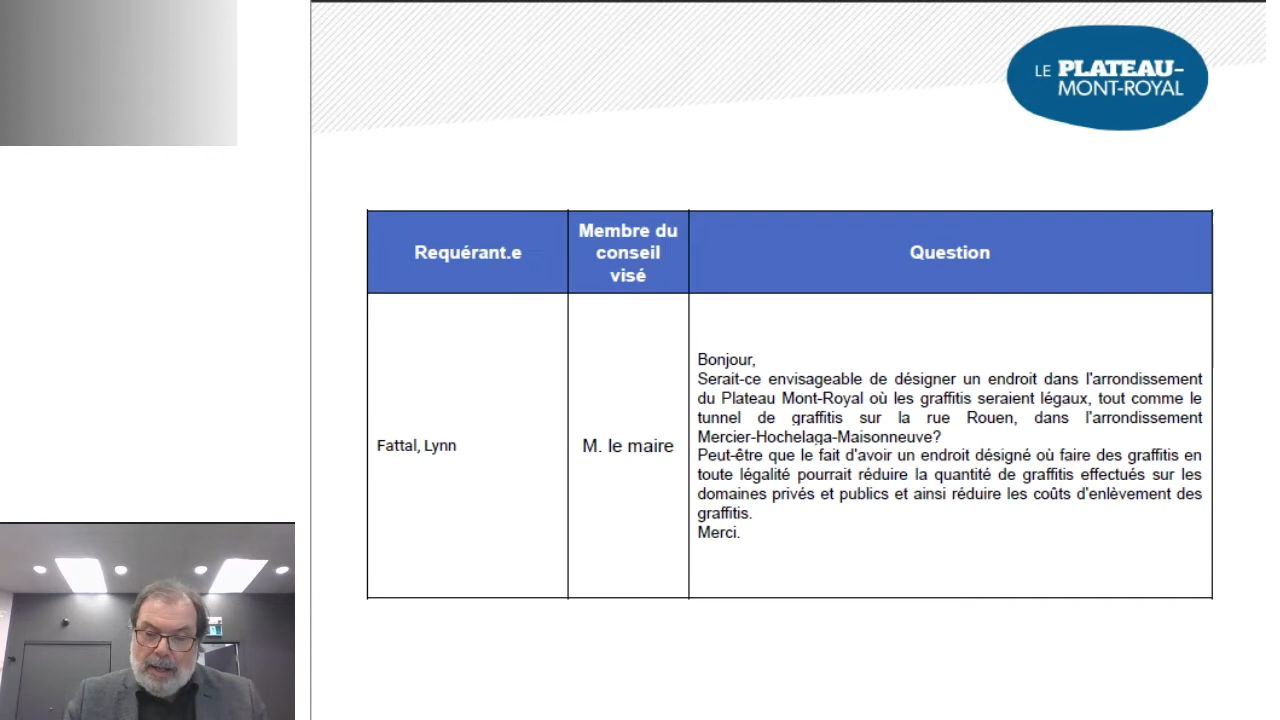 LE PLATEAU-
MONT-ROYAL
Requérant.e
Membre du
conseil
visé
Question
Fattal, Lynn
M. le maire
Bonjour,
Serait-ce envisageable de désigner un endroit dans l'arrondissement
du Plateau Mont-Royal où les graffitis seraient légaux, tout comme le
tunnel de graffitis sur la rue Rouen, dans l'arrondissement
Mercier-Hochelaga-Maisonneuve?
Peut-être que le fait d'avoir un endroit désigné où faire des graffitis en
toute légalité pourrait réduire la quantité de graffitis effectués sur les
domaines privés et publics et ainsi réduire les coûts d'enlèvement des
graffitis.
Merci.